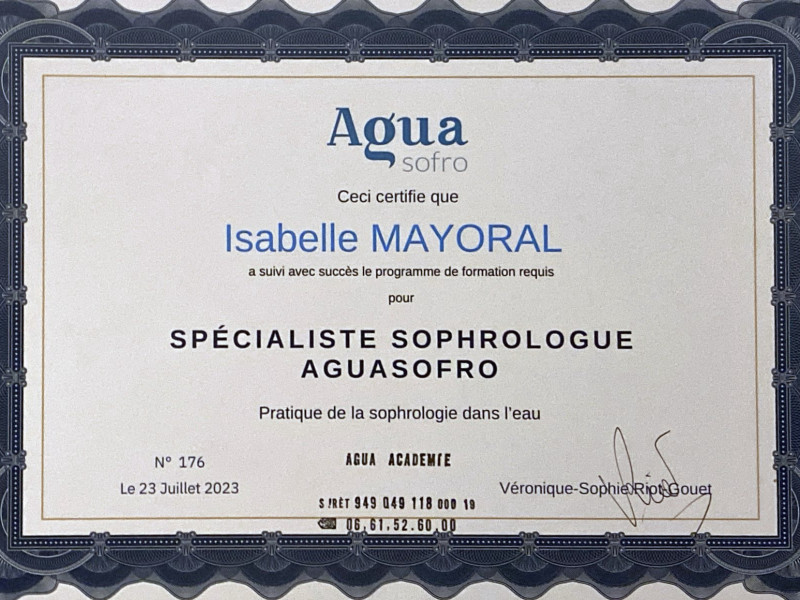 Agua
sofro
Ceci certifie que
Isabelle MAYORAL
a suivi avec succès le programme de formation requis
pour
SPÉCIALISTE SOPHROLOGUE
AGUASOFRO
Pratique de la sophrologie dans l'eau
N° 176
Le 23 Juillet 2023
AGUA ACADEMIE
SIRET 949 049 118 000 19
06.61.52.60.00
Véronique-Sophie Riot-Gouet